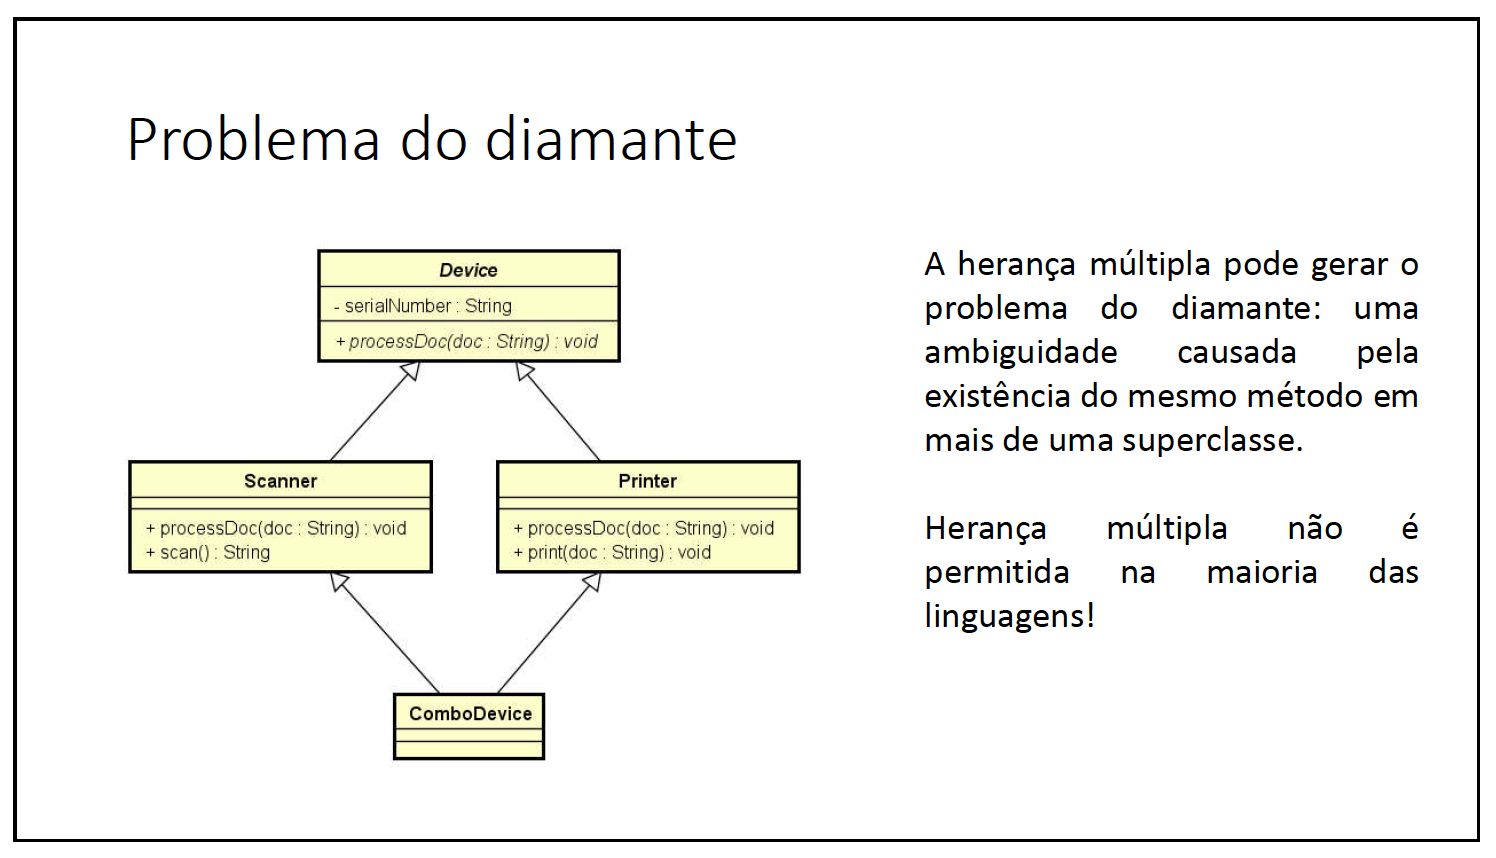 Problema do diamante
Device
- serialNumber : String
+ processDoc(doc : String) : void
Scanner
+ processDoc(doc : String) : void
+ scan() : String
Printer
+ processDoc(doc : String) : void
+ print(doc : String) : void
ComboDevice
A herança múltipla pode gerar o
problema do diamante: uma
ambiguidade causada pela
existência do mesmo método em
mais de uma superclasse.
Herança múltipla não é
permitida na maioria das
linguagens!